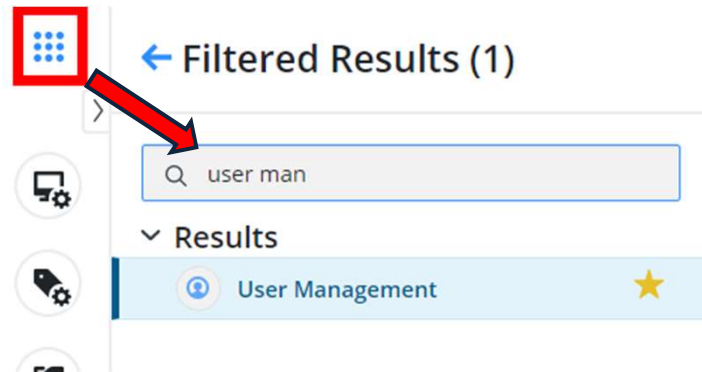 Filtered Results (1)
user man
Results
User Management